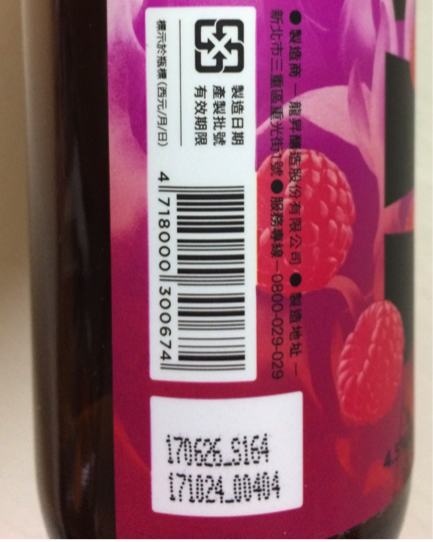 ●製造商—龍昇釀造股份有限公司●製造地址—
新北市三重區重光街1號●服務專線—0800-029-029
製造日期
產製批號
有效期限
標示於瓶標(西元/月/日)
4 718000 300674
170626_S164
171024_00404